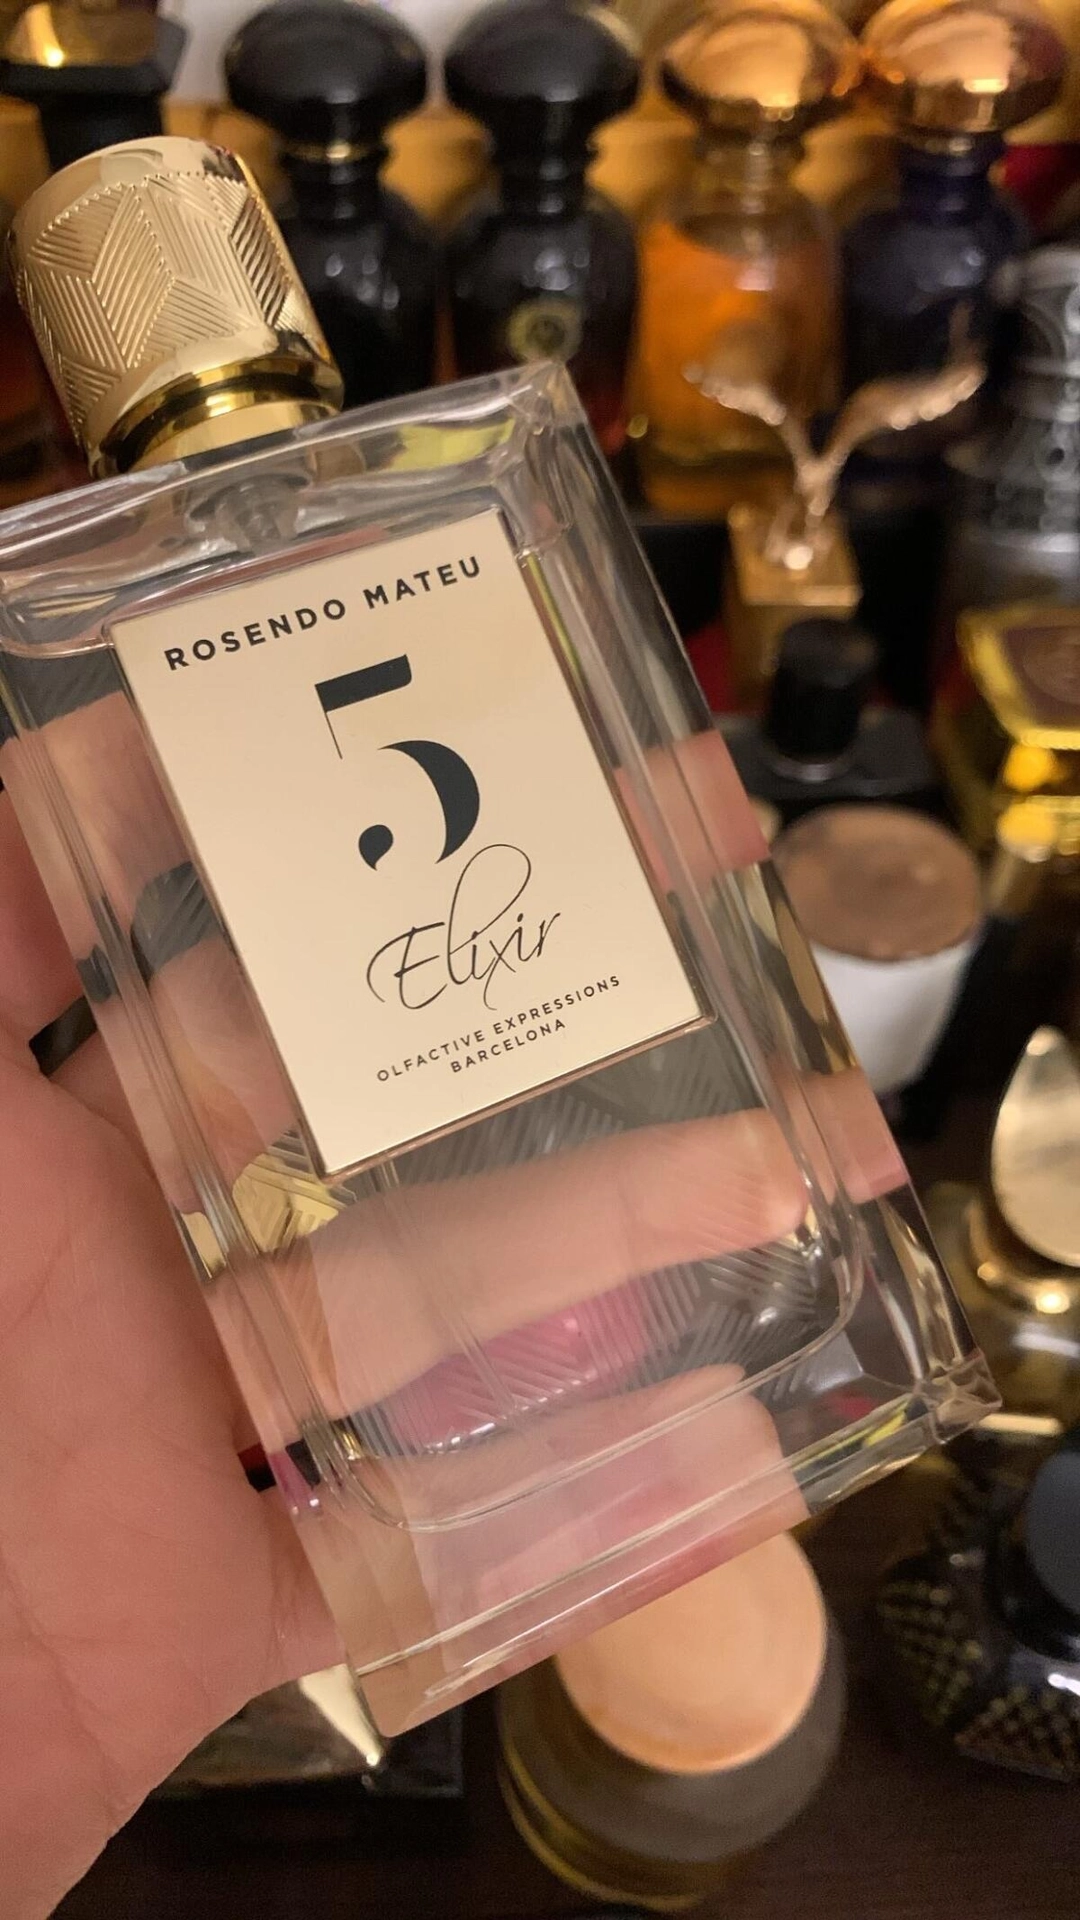 ROSENDO MATEU
5
Elixir
OLFACTIVE EXPRESSIONS
BARCELONA